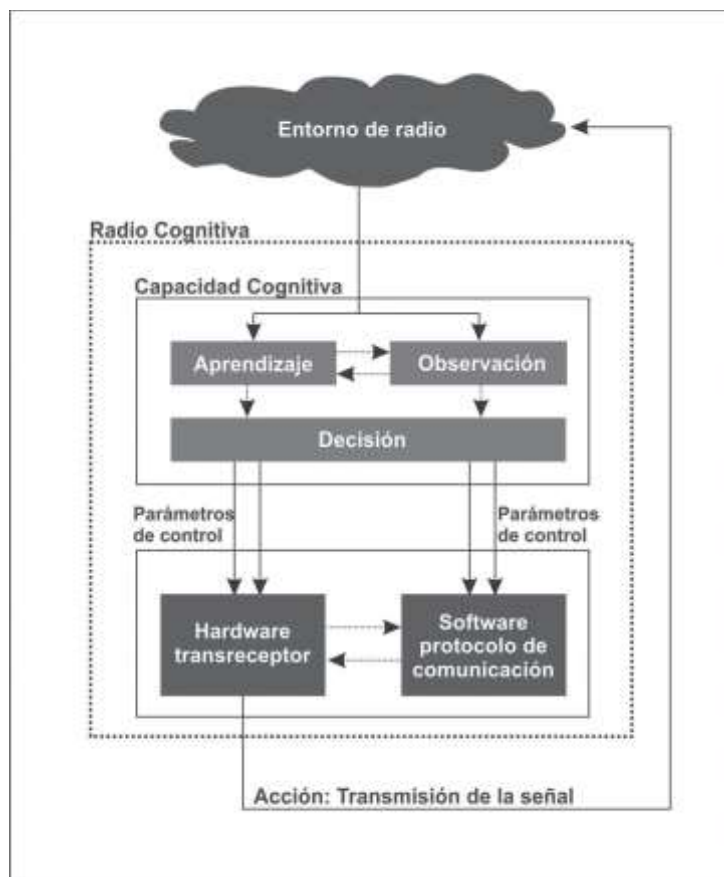 Entorno de radio
Radio Cognitiva
Capacidad Cognitiva
Aprendizaje
Observación
Decisión
Parámetros
de control
Parámetros
de control
Hardware
transreceptor
Software
protocolo de
comunicación
Acción: Transmisión de la señal